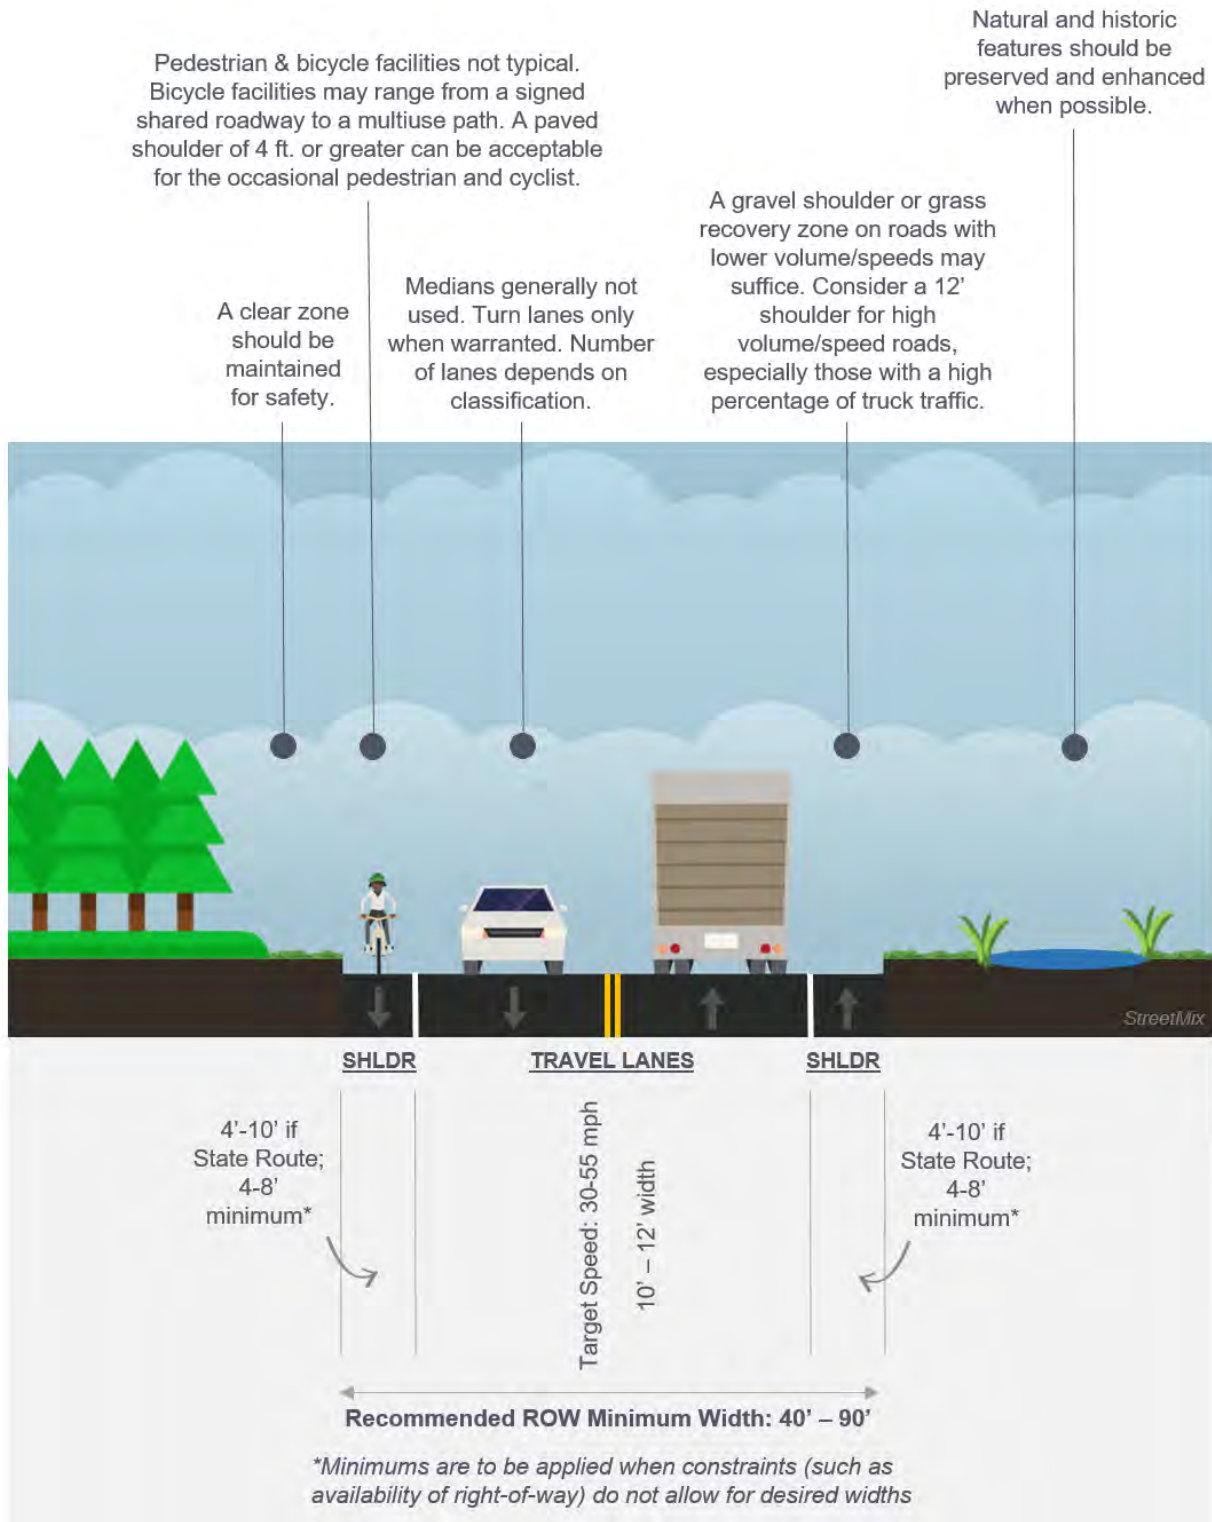 Natural and historic
features should be
preserved and enhanced
when possible.
Pedestrian & bicycle facilities not typical.
Bicycle facilities may range from a signed
shared roadway to a multiuse path. A paved
shoulder of 4 ft. or greater can be acceptable
for the occasional pedestrian and cyclist.
A gravel shoulder or grass
recovery zone on roads with
lower volume/speeds may
suffice. Consider a 12’
shoulder for high
volume/speed roads,
especially those with a high
percentage of truck traffic.
Medians generally not
used. Turn lanes only
when warranted. Number
of lanes depends on
classification.
A clear zone
should be
maintained
for safety.
StreetMix
SHLDR
TRAVEL LANES
SHLDR
4’-10’ if
State Route;
4-8’
minimum*
Target Speed: 30-55 mph
10’ – 12’ width
4’-10’ if
State Route;
4-8’
minimum*
Recommended ROW Minimum Width: 40’ – 90’
*Minimums are to be applied when constraints (such as
availability of right-of-way) do not allow for desired widths